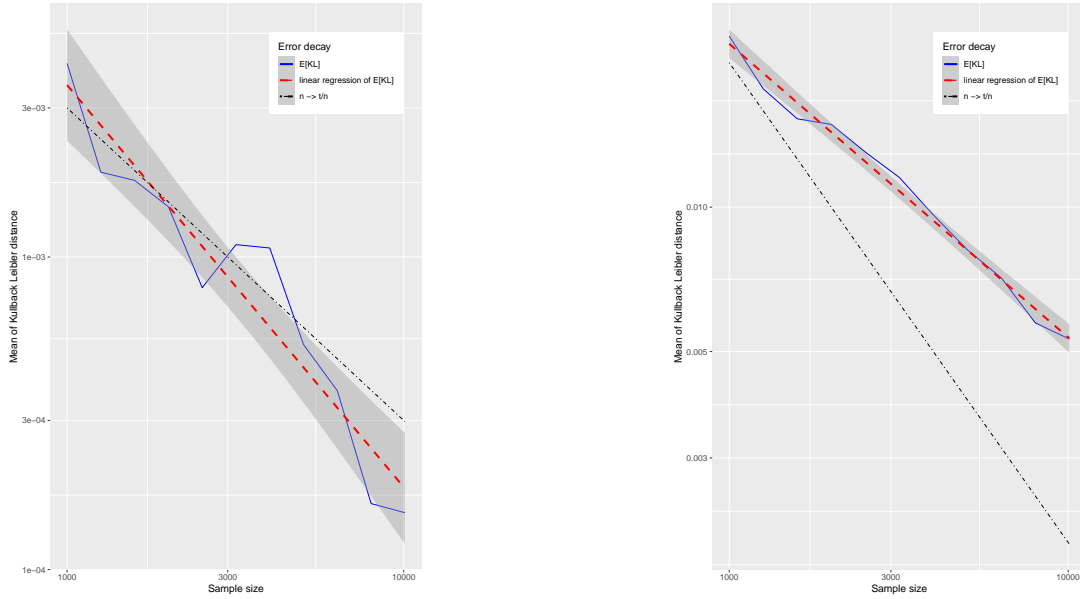 Error decay
E[KL]
linear regression of E[KL]
n −> t/n
3e−03
1e−03
3e−04
1e−04
Mean of Kullback Leibler distance
1000
3000
10000
Sample size
Error decay
E[KL]
linear regression of E[KL]
n −> t/n
0.010
0.005
0.003
Mean of Kullback Leibler distance
1000
3000
10000
Sample size